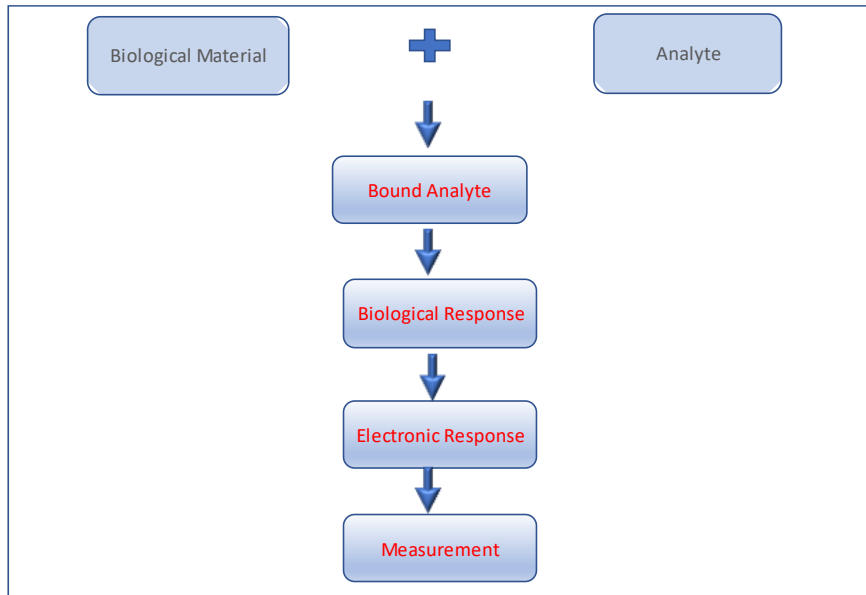 Biological Material
Analyte
Bound Analyte
Biological Response
Electronic Response
Measurement